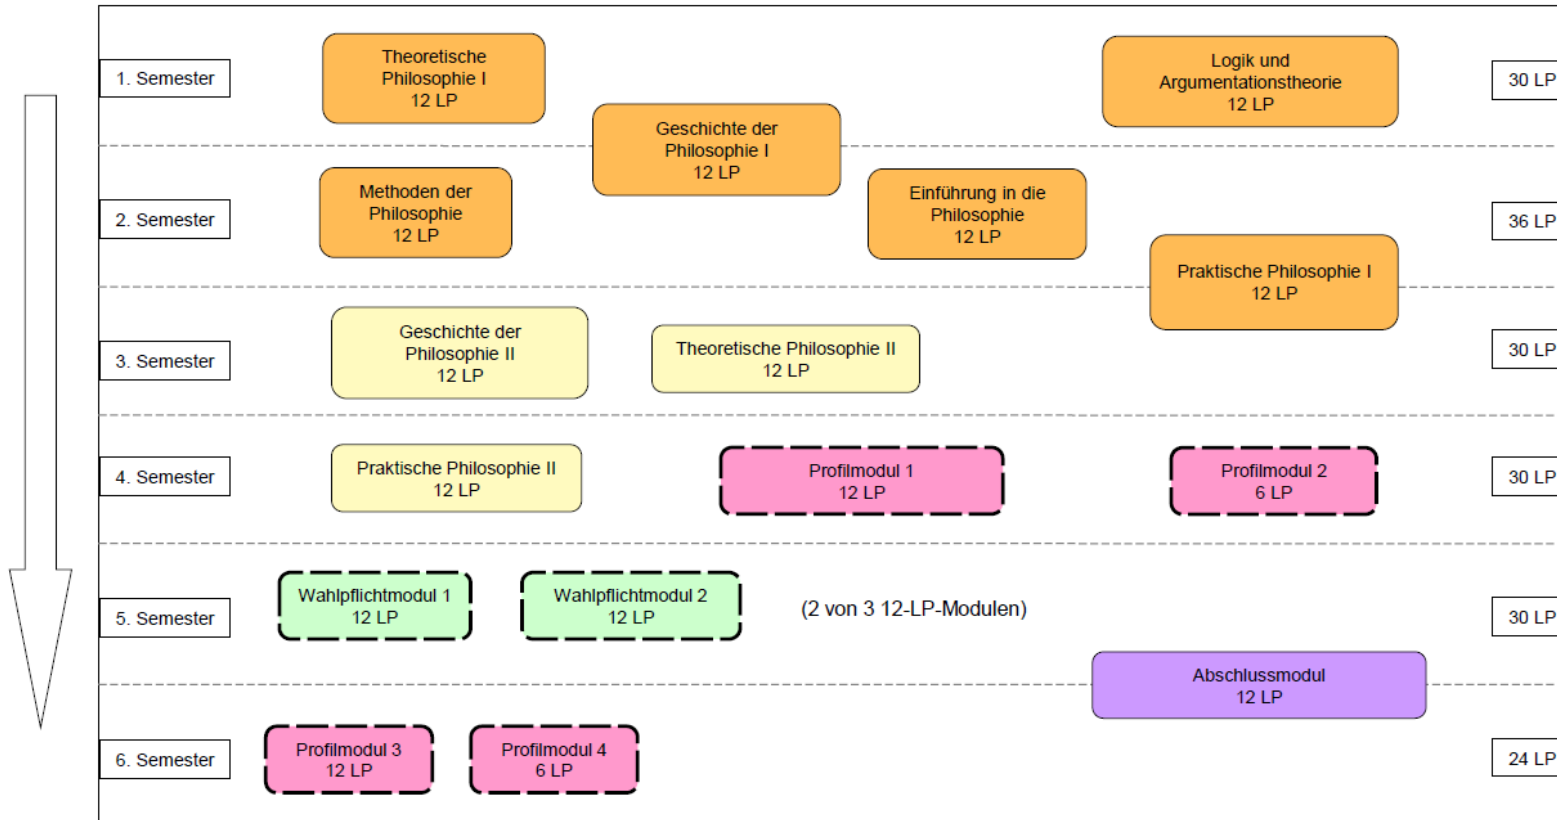 1. Semester
Theoretische
Philosophie I
12 LP
Logik und
Argumentationstheorie
12 LP
30 LP
Geschichte der
Philosophie I
12 LP
2. Semester
Methoden der
Philosophie
12 LP
Einführung in die
Philosophie
12 LP
36 LP
Praktische Philosophie I
12 LP
3. Semester
Geschichte der
Philosophie II
12 LP
Theoretische Philosophie II
12 LP
30 LP
4. Semester
Praktische Philosophie II
12 LP
Profilmodul 1
12 LP
Profilmodul 2
6 LP
30 LP
5. Semester
Wahlpflichtmodul 1
12 LP
Wahlpflichtmodul 2
12 LP
(2 von 3 12-LP-Modulen)
30 LP
Abschlussmodul
12 LP
6. Semester
Profilmodul 3
12 LP
Profilmodul 4
6 LP
24 LP